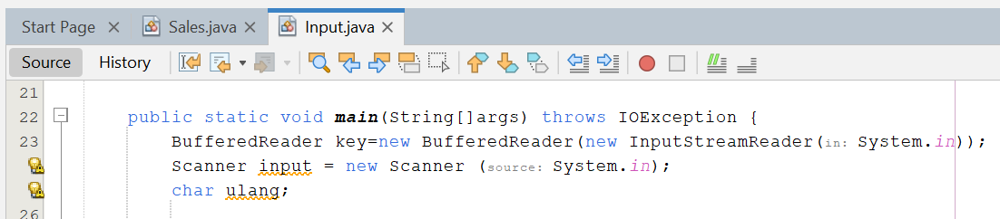 Start Page Sales.java Input.java
Source History
21
22 public static void main(String[]args) throws IOException {
23 BufferedReader key=new BufferedReader(new InputStreamReader(in: System.in));
Scanner input = new Scanner (source: System.in);
char ulang;
26